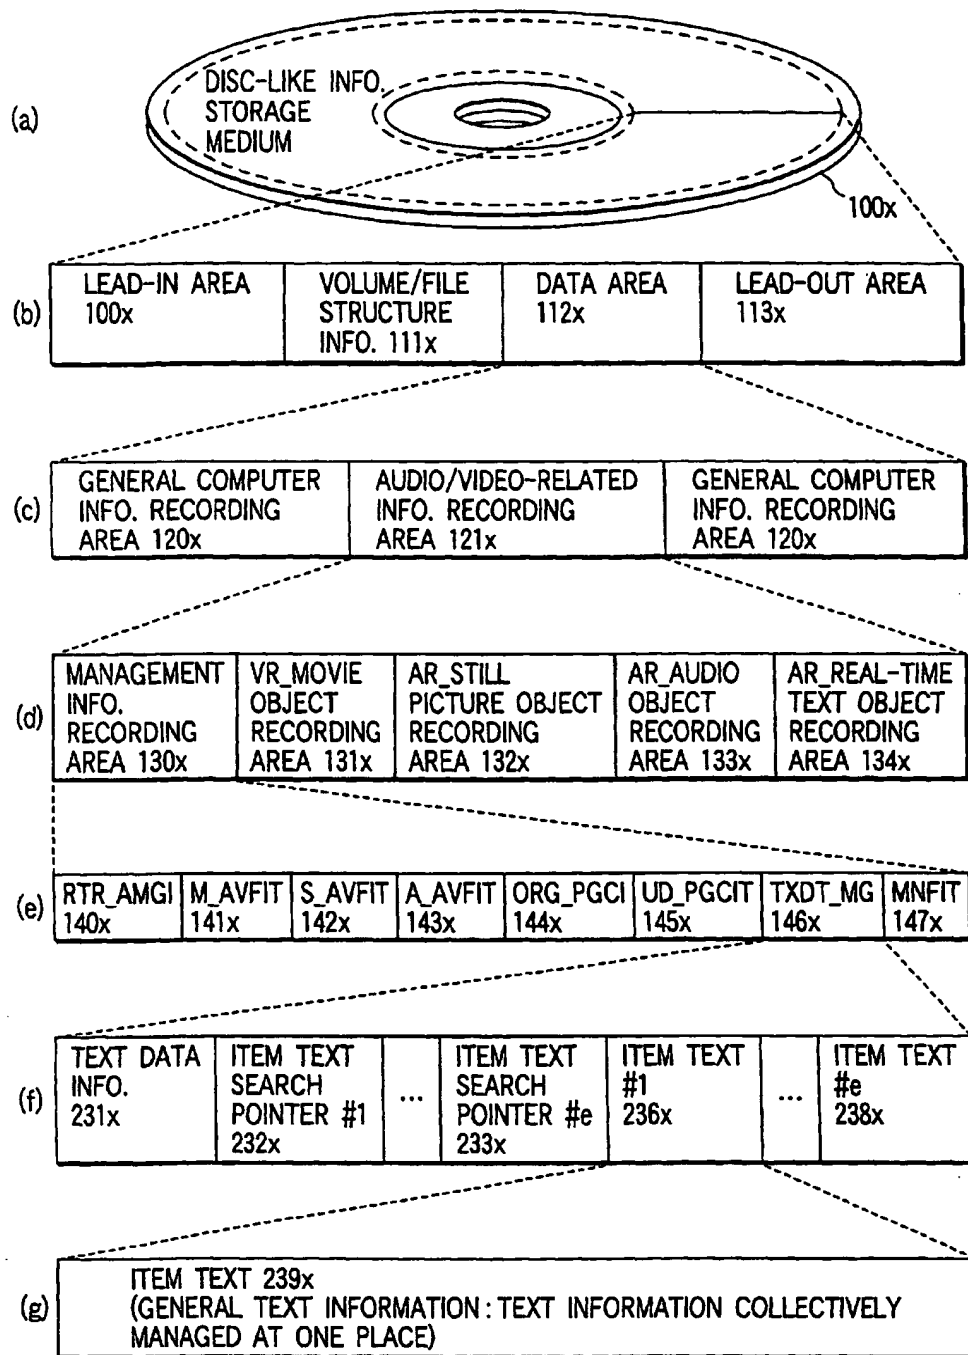 (a)
DISC-LIKE INFO.
STORAGE
MEDIUM
100x
(b)
LEAD-IN AREA
100x
VOLUME/FILE
STRUCTURE
INFO. 111x
DATA AREA
112x
LEAD-OUT AREA
113x
(c)
GENERAL COMPUTER
INFO. RECORDING
AREA 120x
AUDIO/VIDEO-RELATED
INFO. RECORDING
AREA 121x
GENERAL COMPUTER
INFO. RECORDING
AREA 120x
(d)
MANAGEMENT
INFO.
RECORDING
AREA 130x
VR_MOVIE
OBJECT
RECORDING
AREA 131x
AR_STILL
PICTURE OBJECT
RECORDING
AREA 132x
AR_AUDIO
OBJECT
RECORDING
AREA 133x
AR_REAL-TIME
TEXT OBJECT
RECORDING
AREA 134x
(e)
RTR_AMGI
140x
M_AVFIT
141x
S_AVFIT
142x
A_AVFIT
143x
ORG_PGCI
144x
UD_PGCIT
145x
TXDT_MG
146x
MNFIT
147x
(f)
TEXT DATA
INFO.
231x
ITEM TEXT
SEARCH
POINTER #1
232x
...
ITEM TEXT
SEARCH
POINTER #e
233x
ITEM TEXT
#1
236x
...
ITEM TEXT
#e
238x
(g)
ITEM TEXT 239x
(GENERAL TEXT INFORMATION : TEXT INFORMATION COLLECTIVELY
MANAGED AT ONE PLACE)